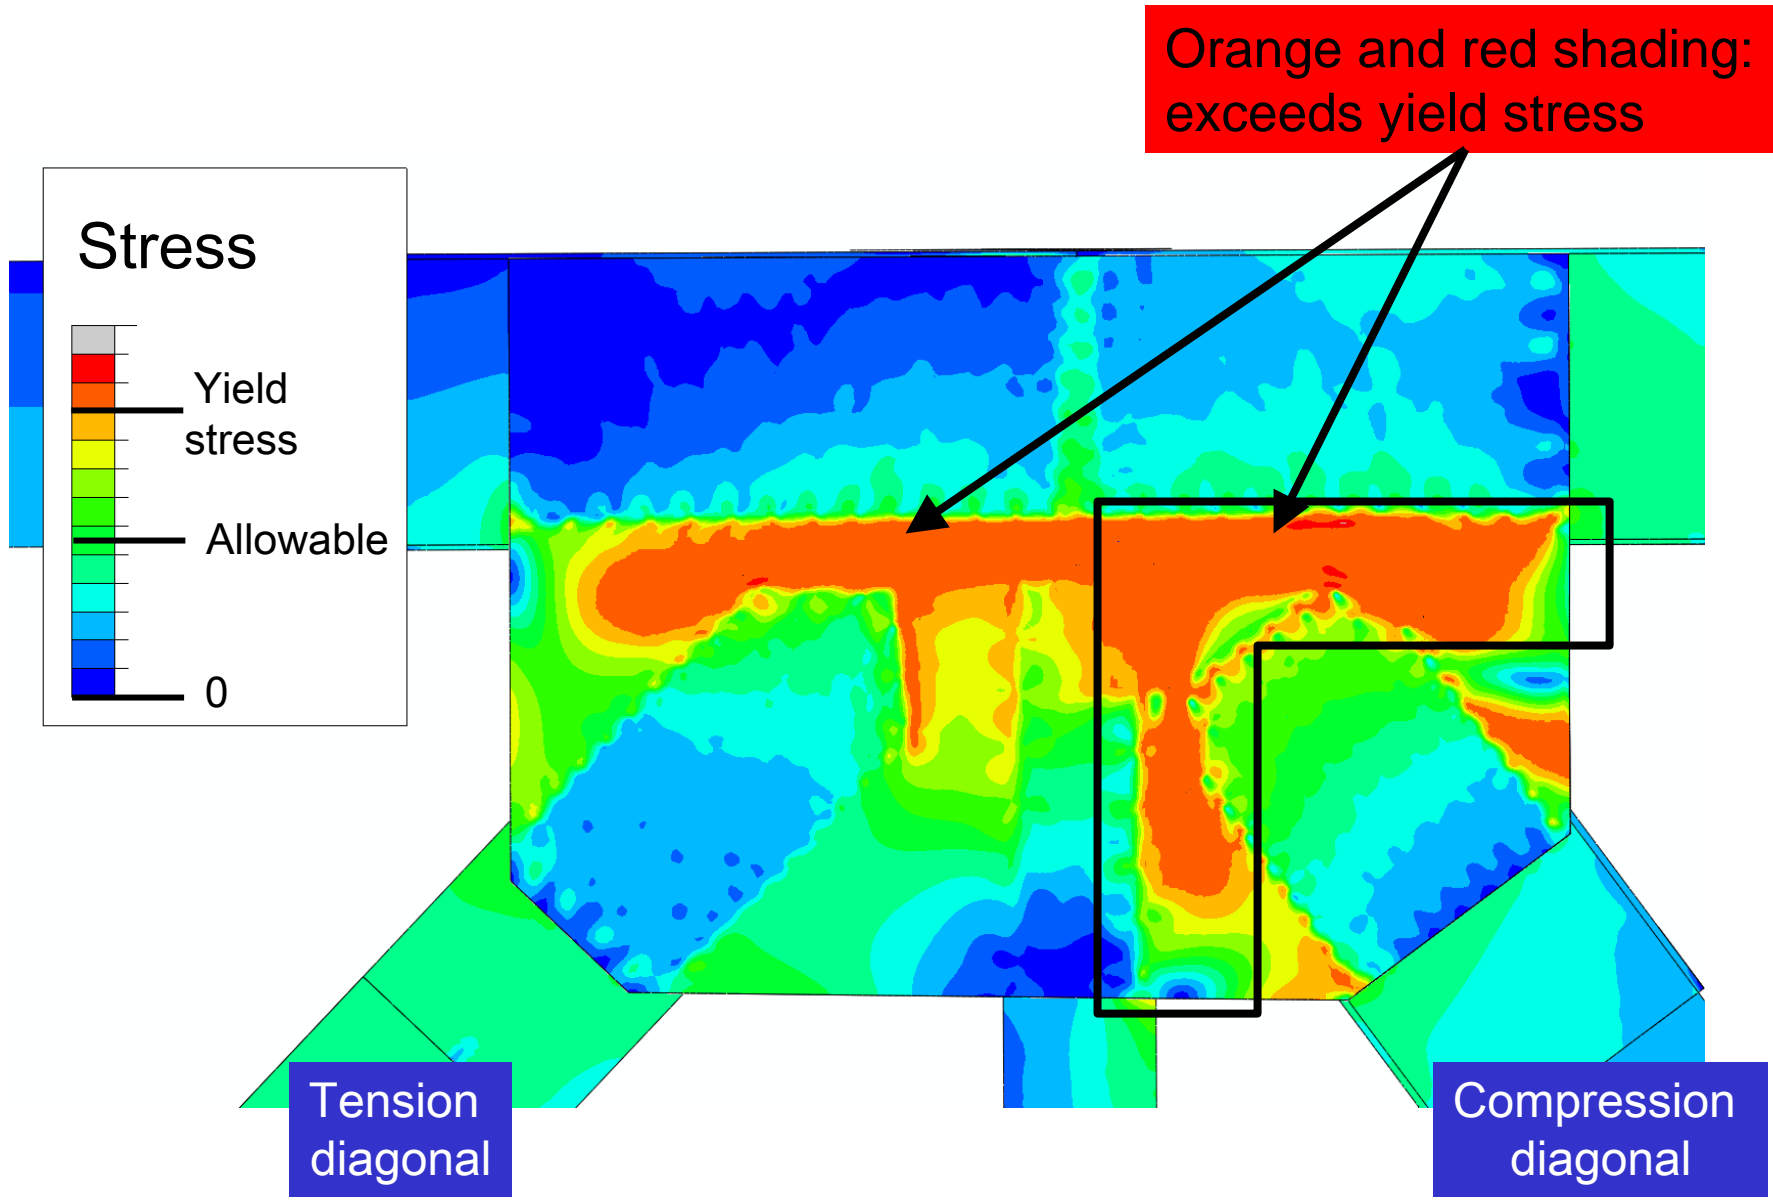 Orange and red shading:
exceeds yield stress
Stress
Yield
stress
Allowable
0
Tension
diagonal
Compression
diagonal